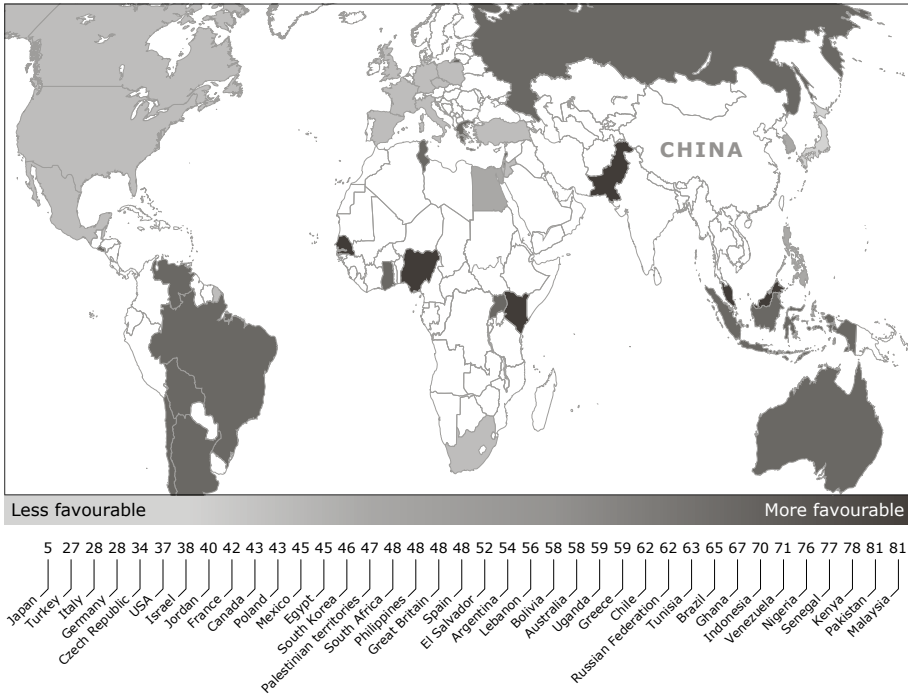 CHINA
Less favourable More favourable
5 27 28 28 34 37 38 40 42 43 43 45 45 46 47 48 48 48 48 52 54 56 58 58 59 59 62 62 63 65 67 70 71 76 77 78 81 81
Japan
Turkey
Italy
Germany
Czech Republic
USA
Israel
Jordan
France
Canada
Poland
Mexico
Egypt
South Korea
Palestinian territories
South Africa
Philippines
Great Britain
Spain
El Salvador
Argentina
Lebanon
Bolivia
Australia
Uganda
Greece
Chile
Russian Federation
Tunisia
Brazil
Ghana
Indonesia
Venezuela
Nigeria
Senegal
Kenya
Pakistan
Malaysia